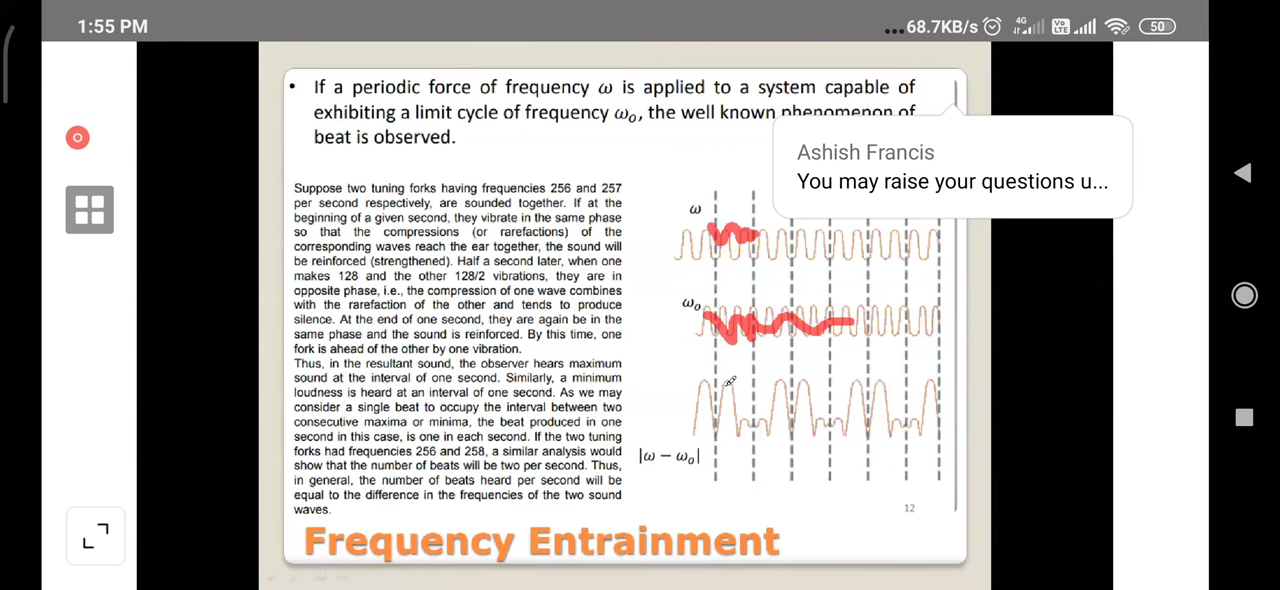 1:55 PM
...68.7KB/s
4G
Vo
LTE
50
• If a periodic force of frequency ω is applied to a system capable of
exhibiting a limit cycle of frequency ωo, the well known phenomenon of
beat is observed.
Ashish Francis
You may raise your questions u...
Suppose two tuning forks having frequencies 256 and 257
per second respectively, are sounded together. If at the
beginning of a given second, they vibrate in the same phase
so that the compressions (or rarefactions) of the
corresponding waves reach the ear together, the sound will
be reinforced (strengthened). Half a second later, when one
makes 128 and the other 128/2 vibrations, they are in
opposite phase, i.e., the compression of one wave combines
with the rarefaction of the other and tends to produce
silence. At the end of one second, they are again be in the
same phase and the sound is reinforced. By this time, one
fork is ahead of the other by one vibration.
Thus, in the resultant sound, the observer hears maximum
sound at the interval of one second. Similarly, a minimum
loudness is heard at an interval of one second. As we may
consider a single beat to occupy the interval between two
consecutive maxima or minima, the beat produced in one
second in this case, is one in each second. If the two tuning
forks had frequencies 256 and 258, a similar analysis would
show that the number of beats will be two per second. Thus,
in general, the number of beats heard per second will be
equal to the difference in the frequencies of the two sound
waves.
ω
ωo
|ω − ωo|
12
Frequency Entrainment